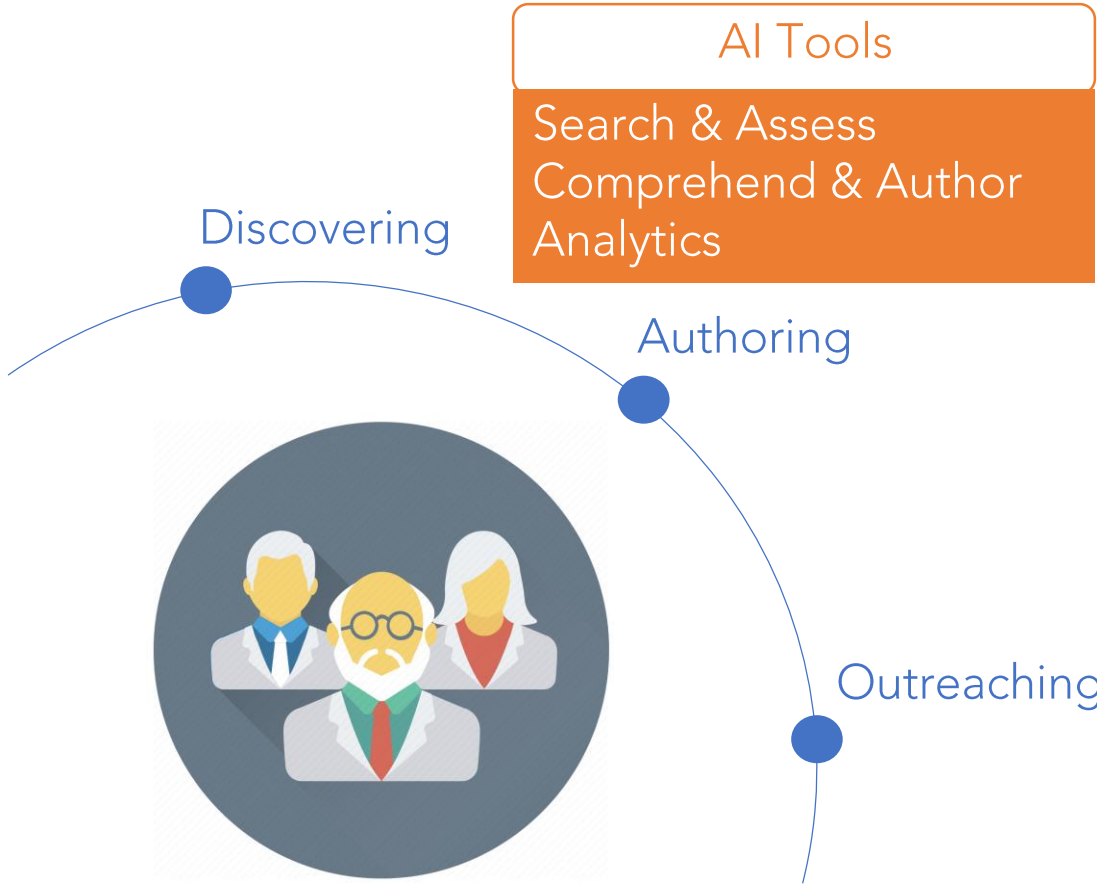 AI Tools
Search & Assess
Comprehend & Author
Analytics
Discovering
Authoring
Outreaching